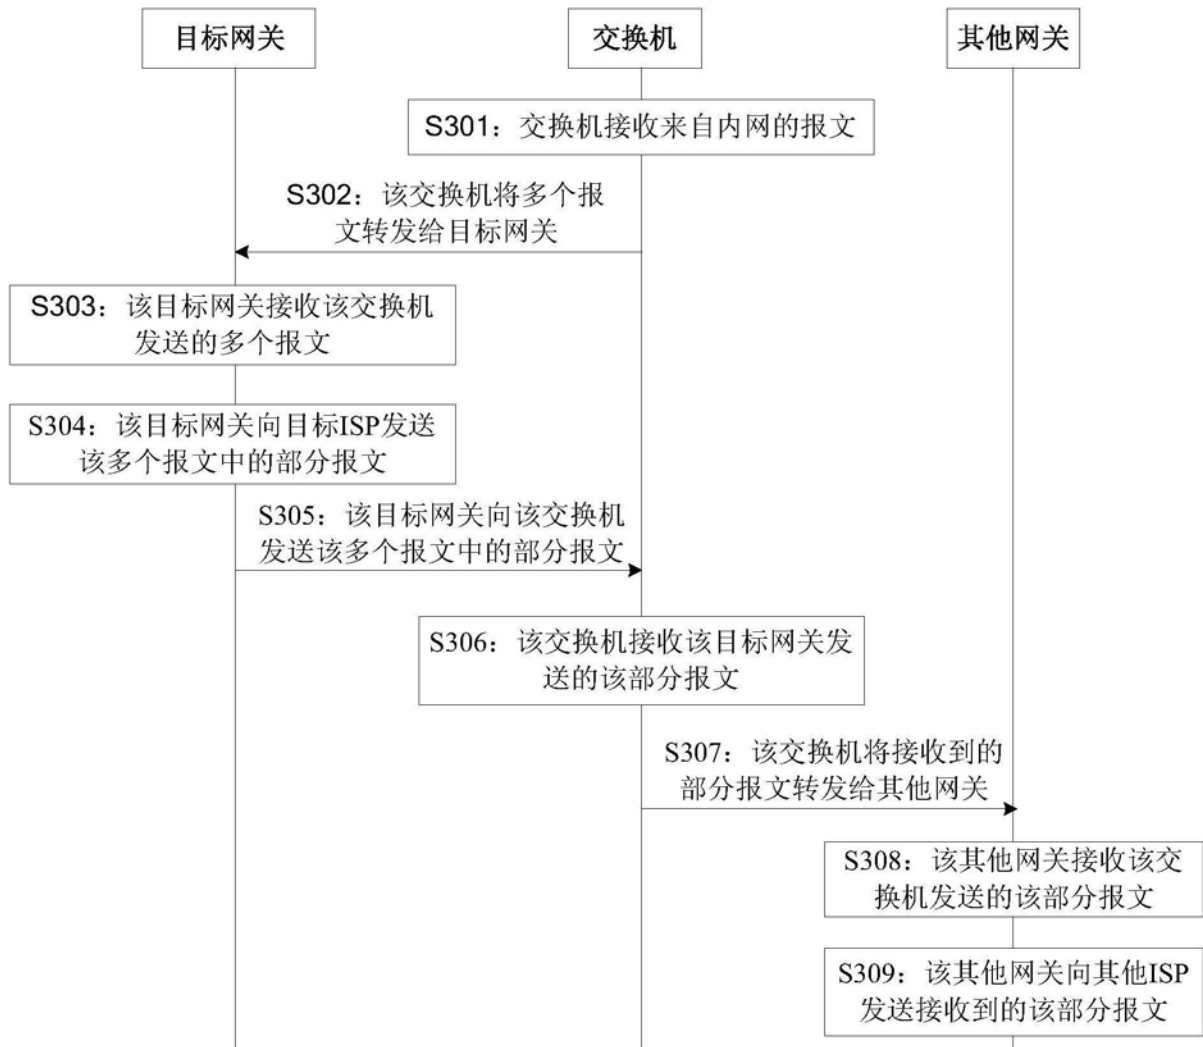 目标网关
交换机
其他网关
S301：交换机接收来自内网的报文
S302：该交换机将多个报
文转发给目标网关
S303：该目标网关接收该交换机
发送的多个报文
S304：该目标网关向目标ISP发送
该多个报文中的部分报文
S305：该目标网关向该交换机
发送该多个报文中的部分报文
S306：该交换机接收该目标网关发
送的该部分报文
S307：该交换机将接收到的
部分报文转发给其他网关
S308：该其他网关接收该交
换机发送的该部分报文
S309：该其他网关向其他ISP
发送接收到的该部分报文